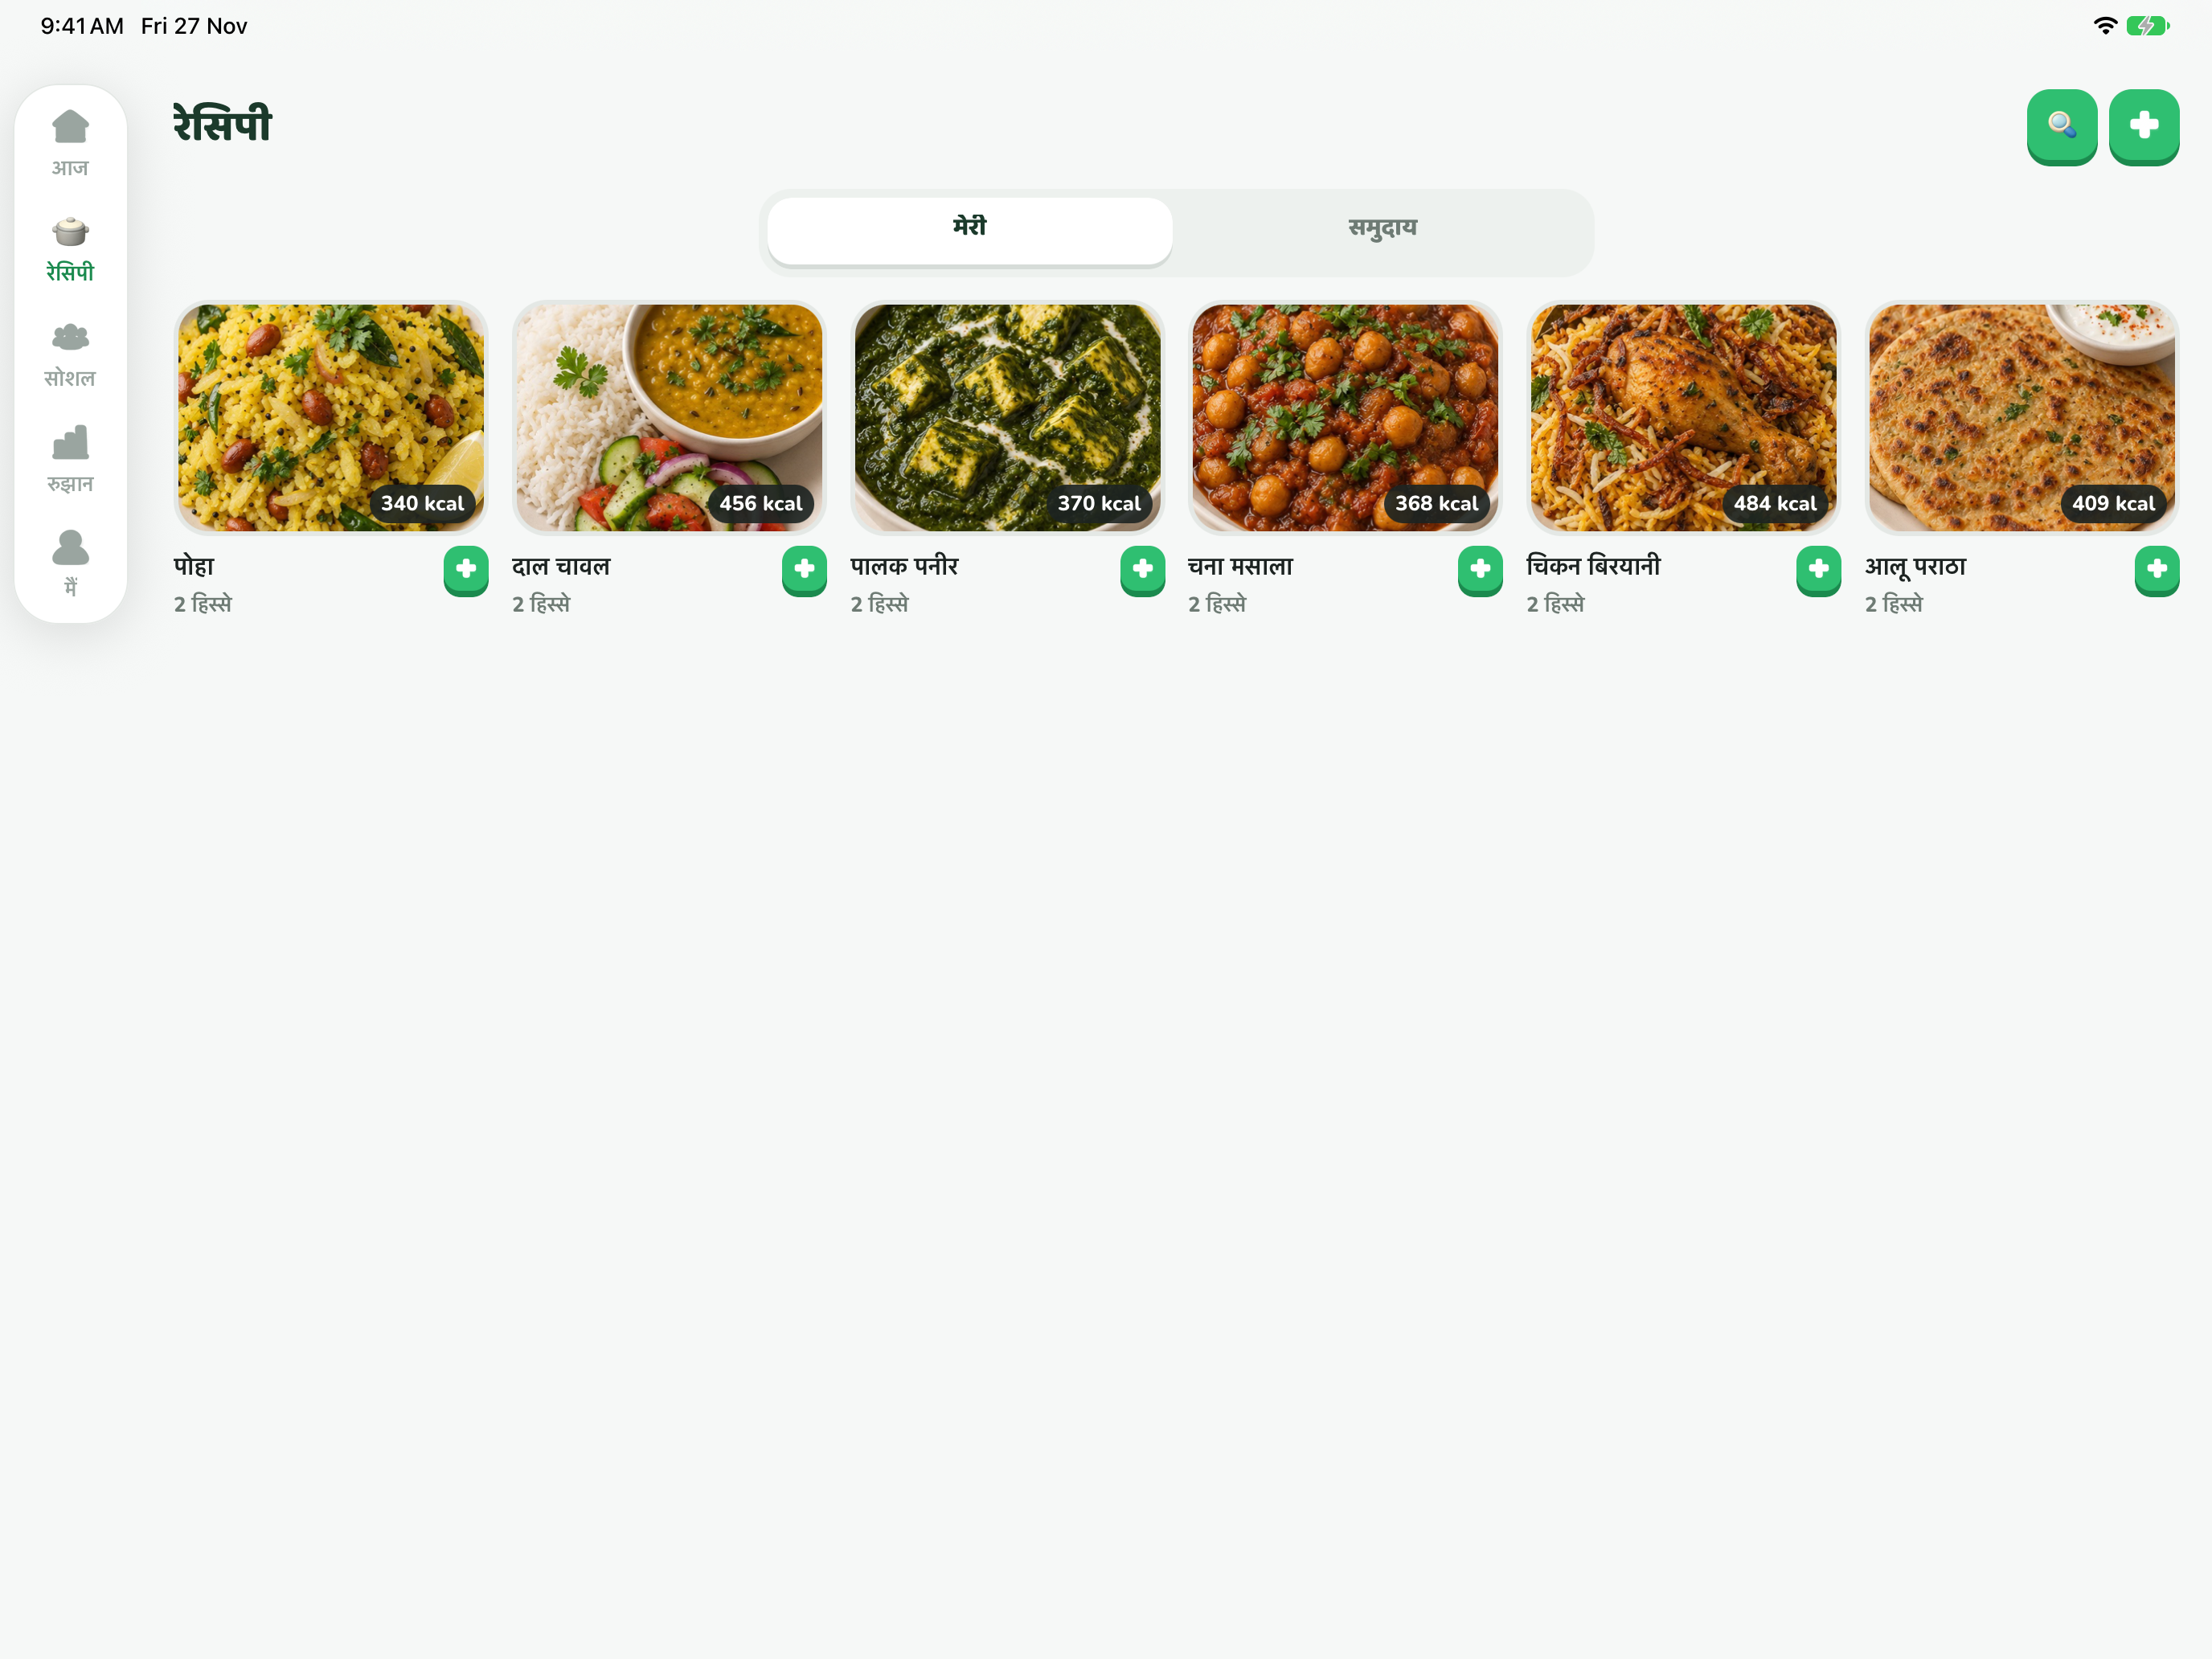 9:41 AM Fri 27 Nov
आज
रेसिपी
सोशल
रुझान
मैं
रेसिपी
मेरी
समुदाय
340 kcal
456 kcal
370 kcal
368 kcal
484 kcal
409 kcal
पोहा
2 हिस्से
दाल चावल
2 हिस्से
पालक पनीर
2 हिस्से
चना मसाला
2 हिस्से
चिकन बिरयानी
2 हिस्से
आलू पराठा
2 हिस्से